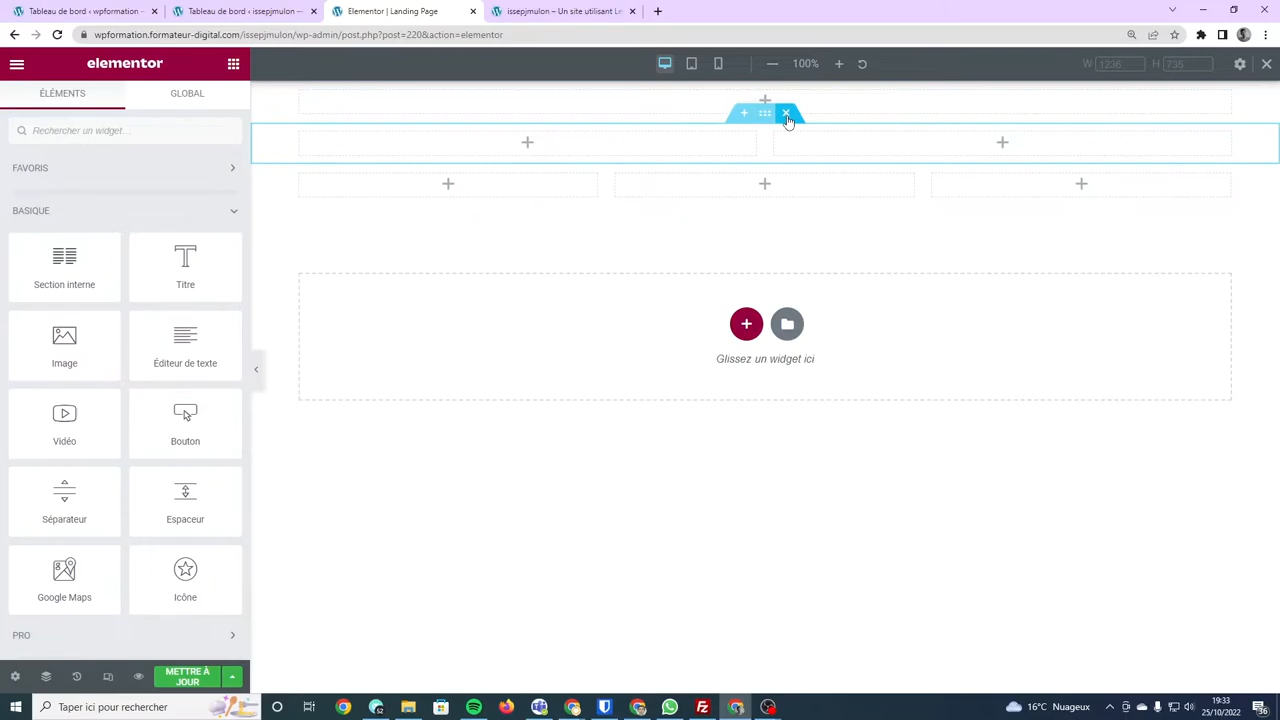 Tableau de bord ‹ wpformation
Tableau de bord ‹ issepjmulon —
Elementor | Landing Page
issepjmulon – Un site utilisant Le
wpformation.formateur-digital.com/issepjmulon/wp-admin/post.php?post=220&action=elementor
elementor
100%
W 1236 H 735
ÉLÉMENTS
GLOBAL
Rechercher un widget…
FAVORIS
BASIQUE
Section interne
Titre
Image
Éditeur de texte
Vidéo
Bouton
Séparateur
Espaceur
Google Maps
Icône
PRO
Glissez un widget ici
METTRE À
JOUR
Taper ici pour rechercher
16°C Nuageux
19:33
25/10/2022